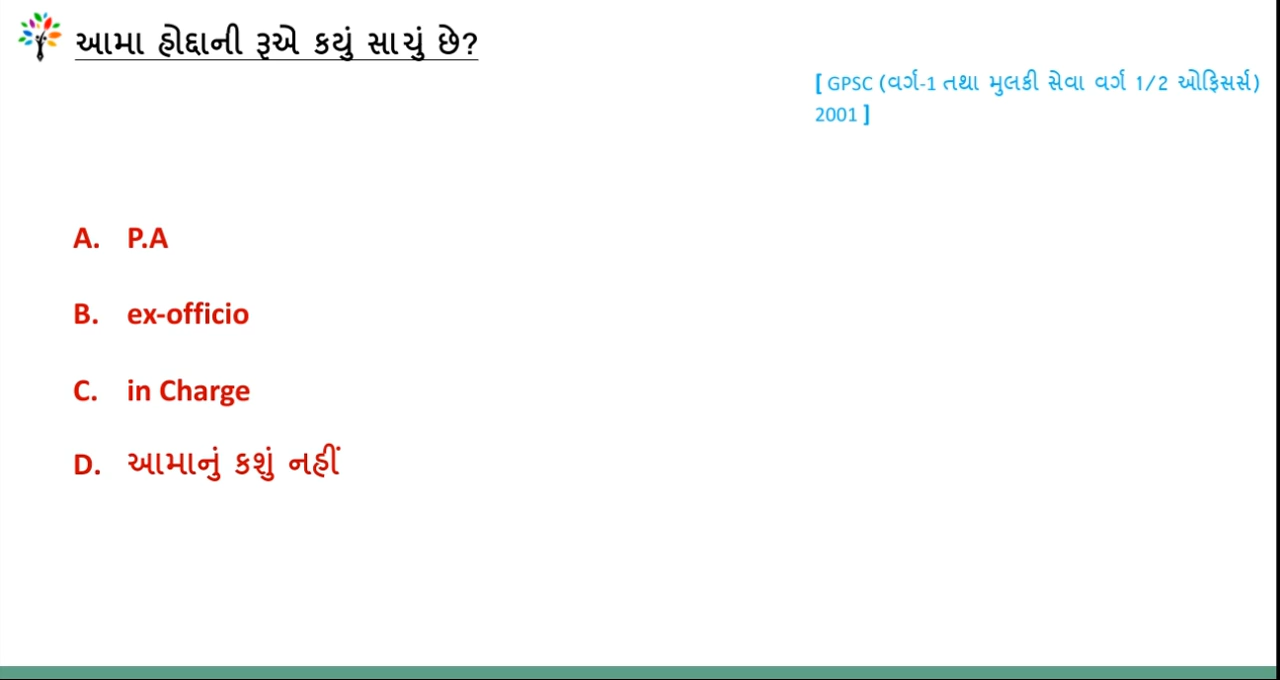 આમા હોદ્દાની રૂએ કયું સાચું છે?
[ GPSC (વર્ગ-1 તથા મુલકી સેવા વર્ગ 1/2 ઓફિસર્સ)
2001 ]
A. P.A
B. ex-officio
C. in Charge
D. આમાનું કશું નહીં